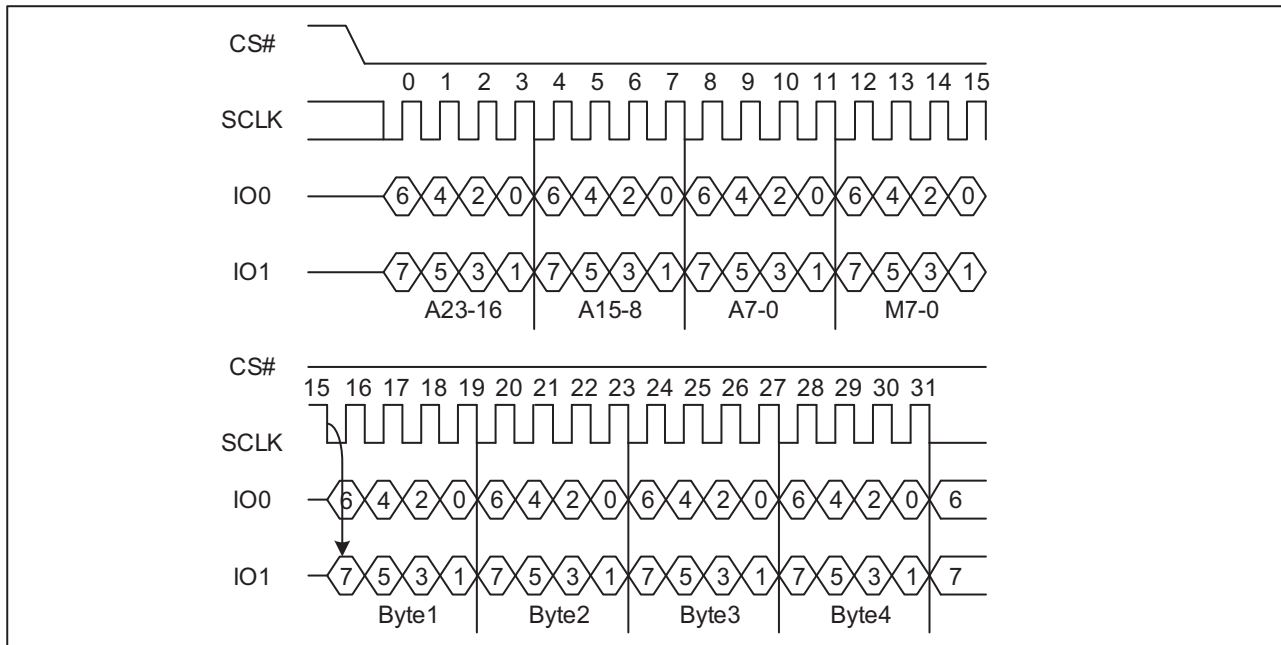 CS#
0 1 2 3 4 5 6 7 8 9 10 11 12 13 14 15
SCLK
IO0 6 4 2 0 6 4 2 0 6 4 2 0 6 4 2 0
IO1 7 5 3 1 7 5 3 1 7 5 3 1 7 5 3 1
A23-16 A15-8 A7-0 M7-0
CS#
15 16 17 18 19 20 21 22 23 24 25 26 27 28 29 30 31
SCLK
IO0 6 4 2 0 6 4 2 0 6 4 2 0 6 4 2 0 6
IO1 7 5 3 1 7 5 3 1 7 5 3 1 7 5 3 1 7
Byte1 Byte2 Byte3 Byte4